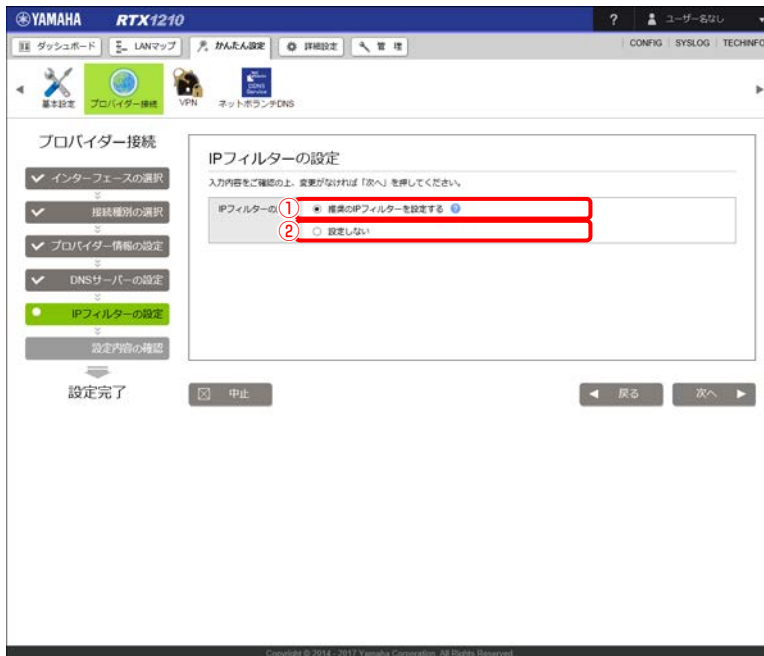 YAMAHA RTX1210 ? ユーザー名なし
ダッシュボード LANマップ かんたん設定 詳細設定 管 理 CONFIG SYSLOG TECHINFO
基本設定 プロバイダー接続 VPN ネットボランチDNS
プロバイダー接続
インターフェースの選択
接続種別の選択
プロバイダー情報の設定
DNSサーバーの設定
IPフィルターの設定
設定内容の確認
設定完了
IPフィルターの設定
入力内容をご確認の上、変更がなければ「次へ」を押してください。
IPフィルターの ① 推奨のIPフィルターを設定する ?
② 設定しない
中止 戻る 次へ
Copyright © 2014 - 2017 Yamaha Corporation. All Rights Reserved.